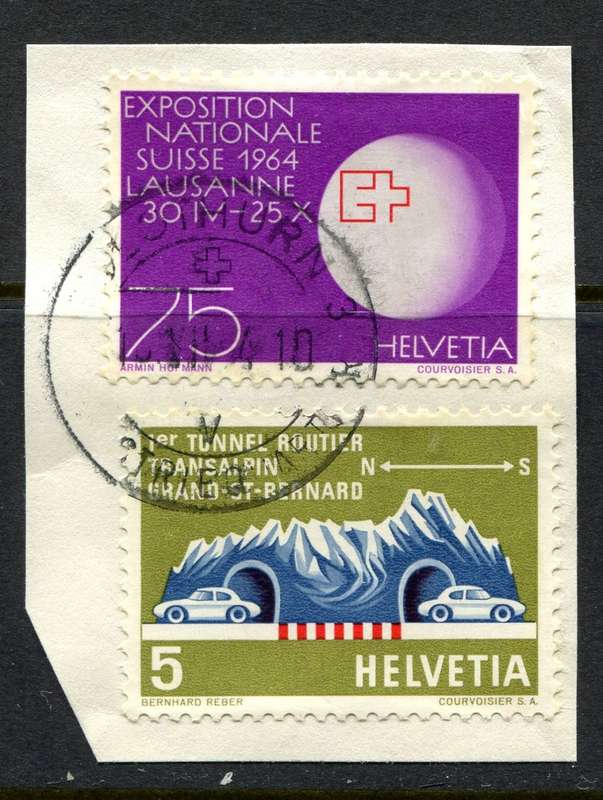 EXPOSITION
NATIONALE
SUISSE 1964
LAUSANNE
30 IV-25 X
75
HELVETIA
ARMIN HOFMANN
COURVOISIER S.A.
1er TUNNEL ROUTIER
TRANSALPIN
GRAND-ST-BERNARD
N S
5 HELVETIA
BERNHARD REBER
COURVOISIER S.A.